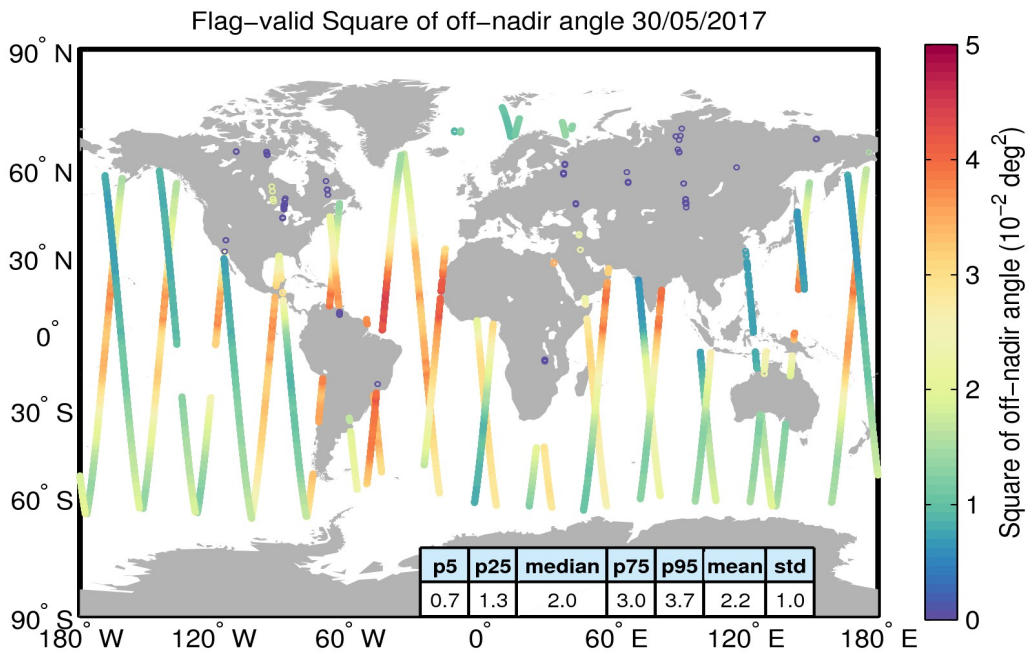 Flag-valid Square of off-nadir angle 30/05/2017
90° N
60° N
30° N
0°
30° S
60° S
90° S
180° W
120° W
60° W
0°
60° E
120° E
180° E
p5 p25 median p75 p95 mean std
0.7 1.3 2.0 3.0 3.7 2.2 1.0
5
4
3
2
1
0
Square of off-nadir angle (10⁻² deg²)